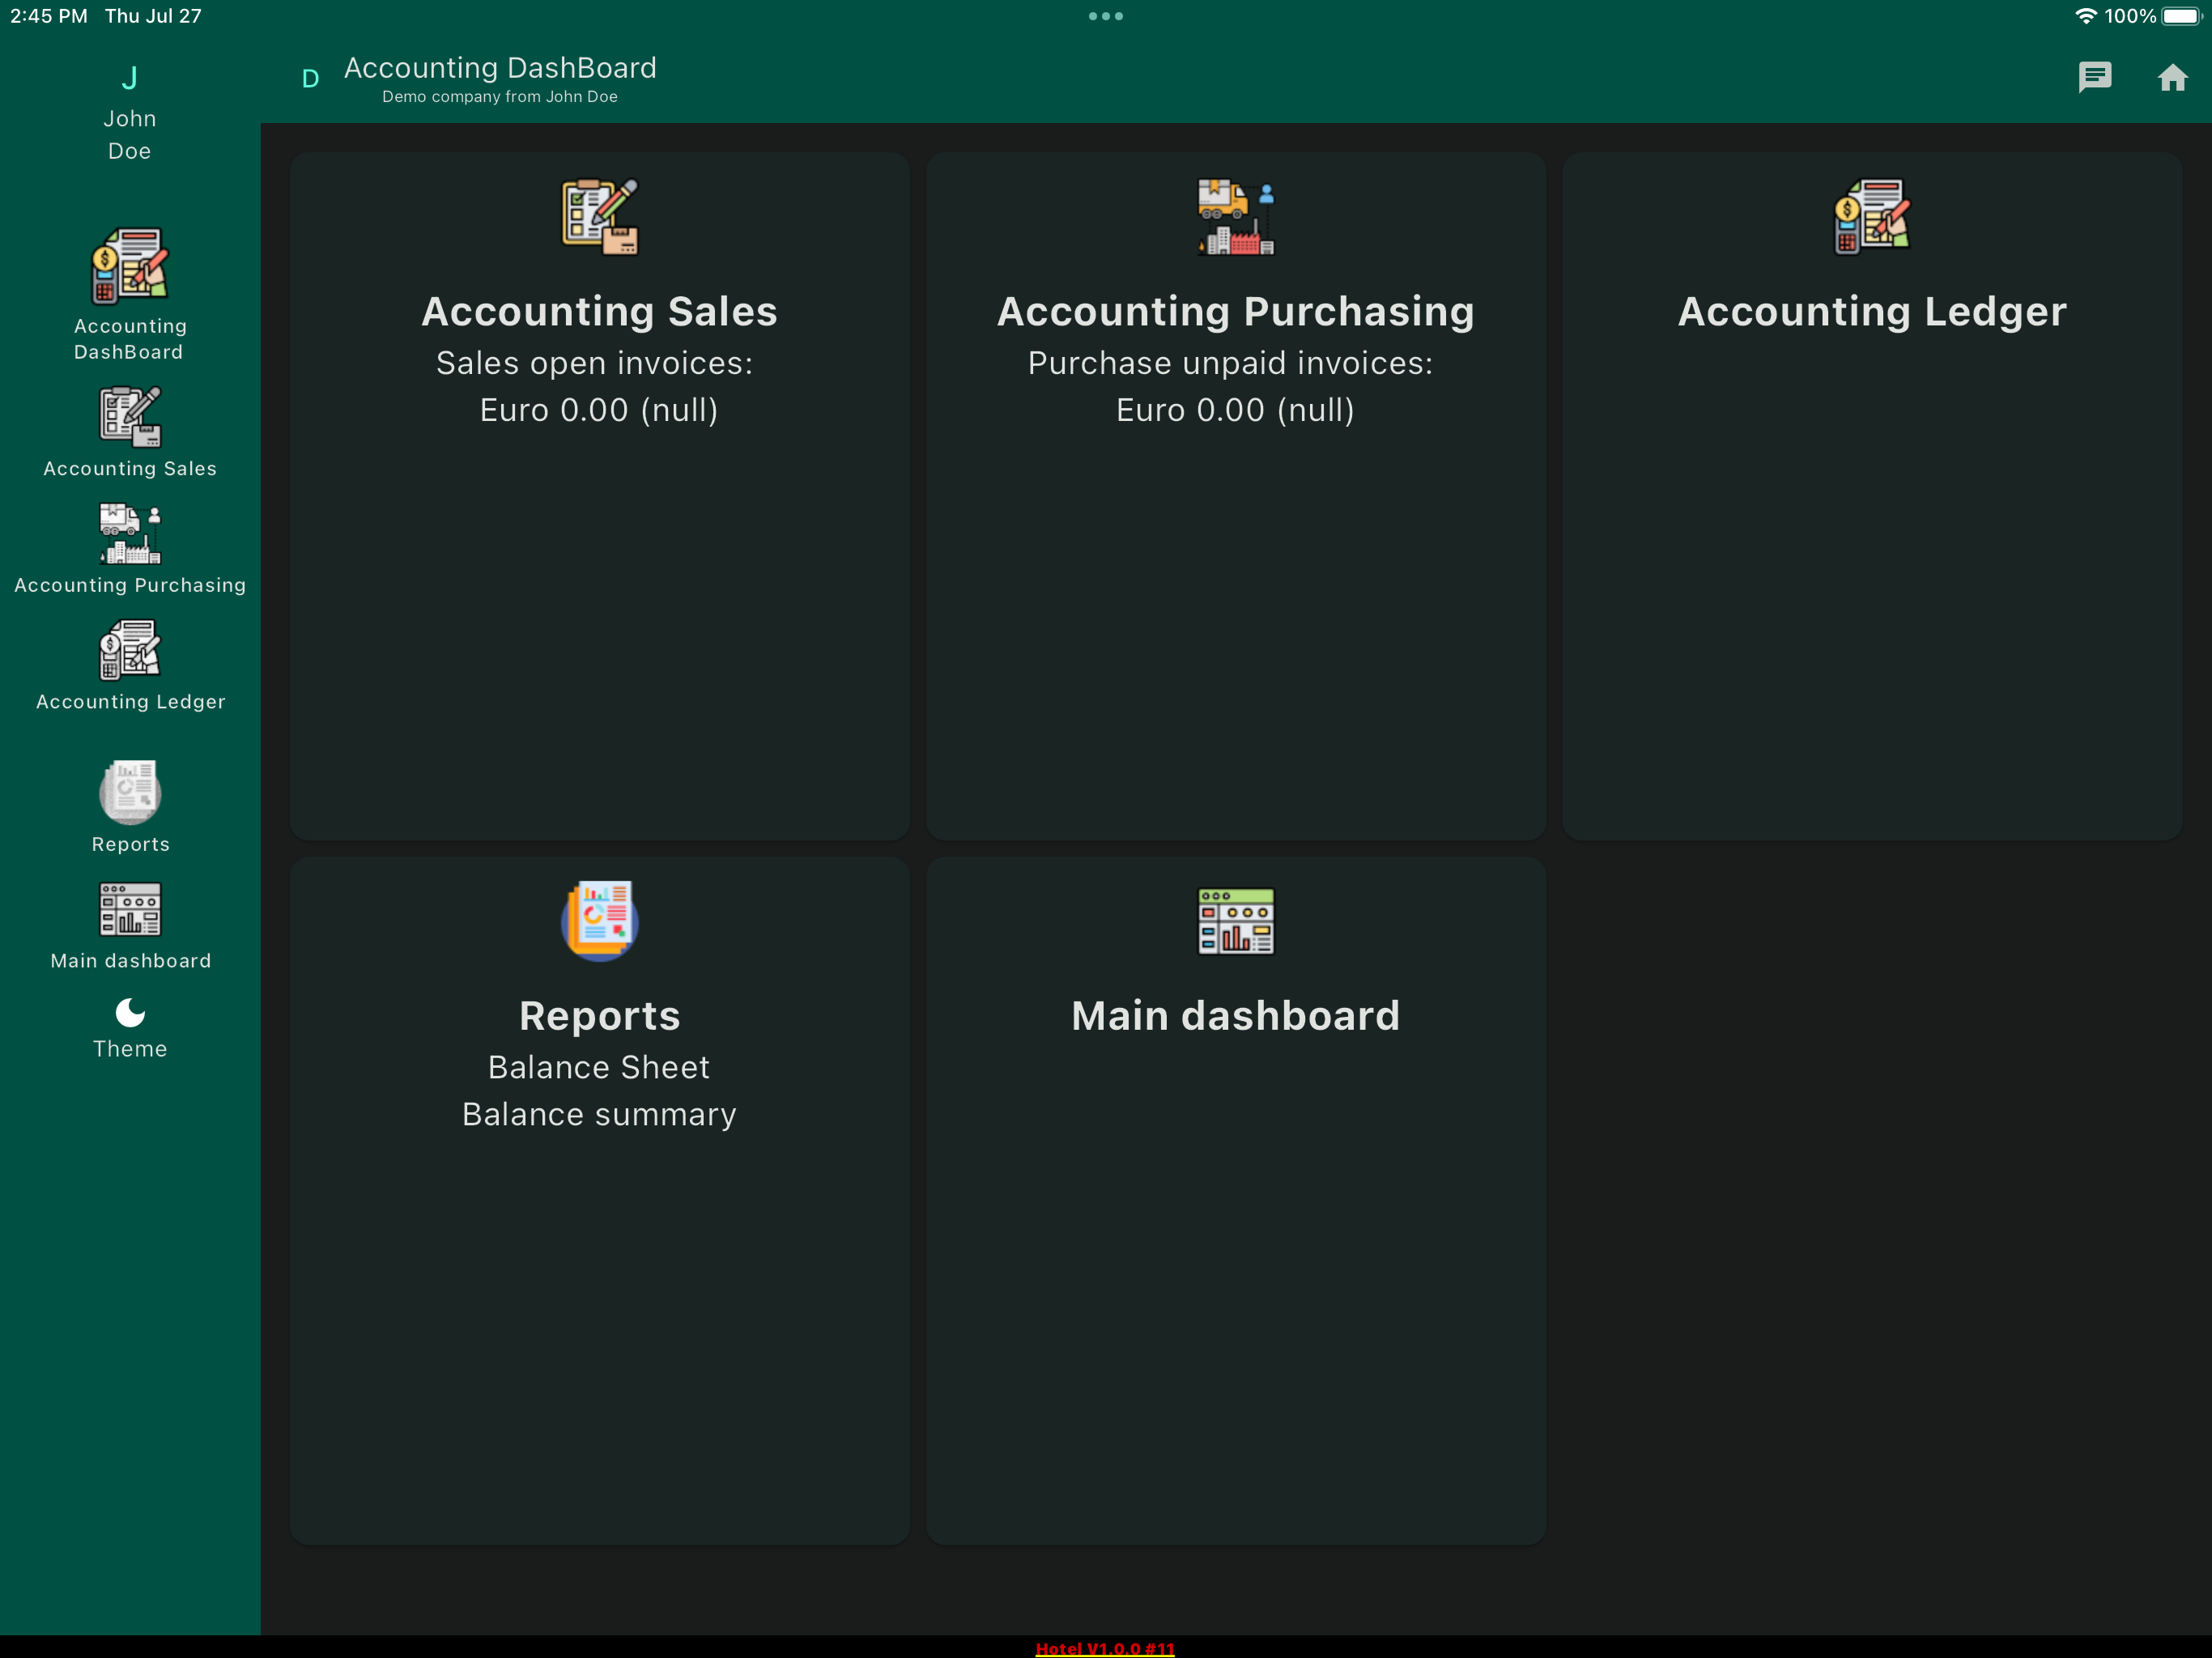 2:45 PM Thu Jul 27
100%
J
John
Doe
D
Accounting DashBoard
Demo company from John Doe
Accounting
DashBoard
Accounting Sales
Accounting Purchasing
Accounting Ledger
Reports
Main dashboard
Theme
Accounting Sales
Sales open invoices:
Euro 0.00 (null)
Accounting Purchasing
Purchase unpaid invoices:
Euro 0.00 (null)
Accounting Ledger
Reports
Balance Sheet
Balance summary
Main dashboard
Hotel V1.0.0 #11